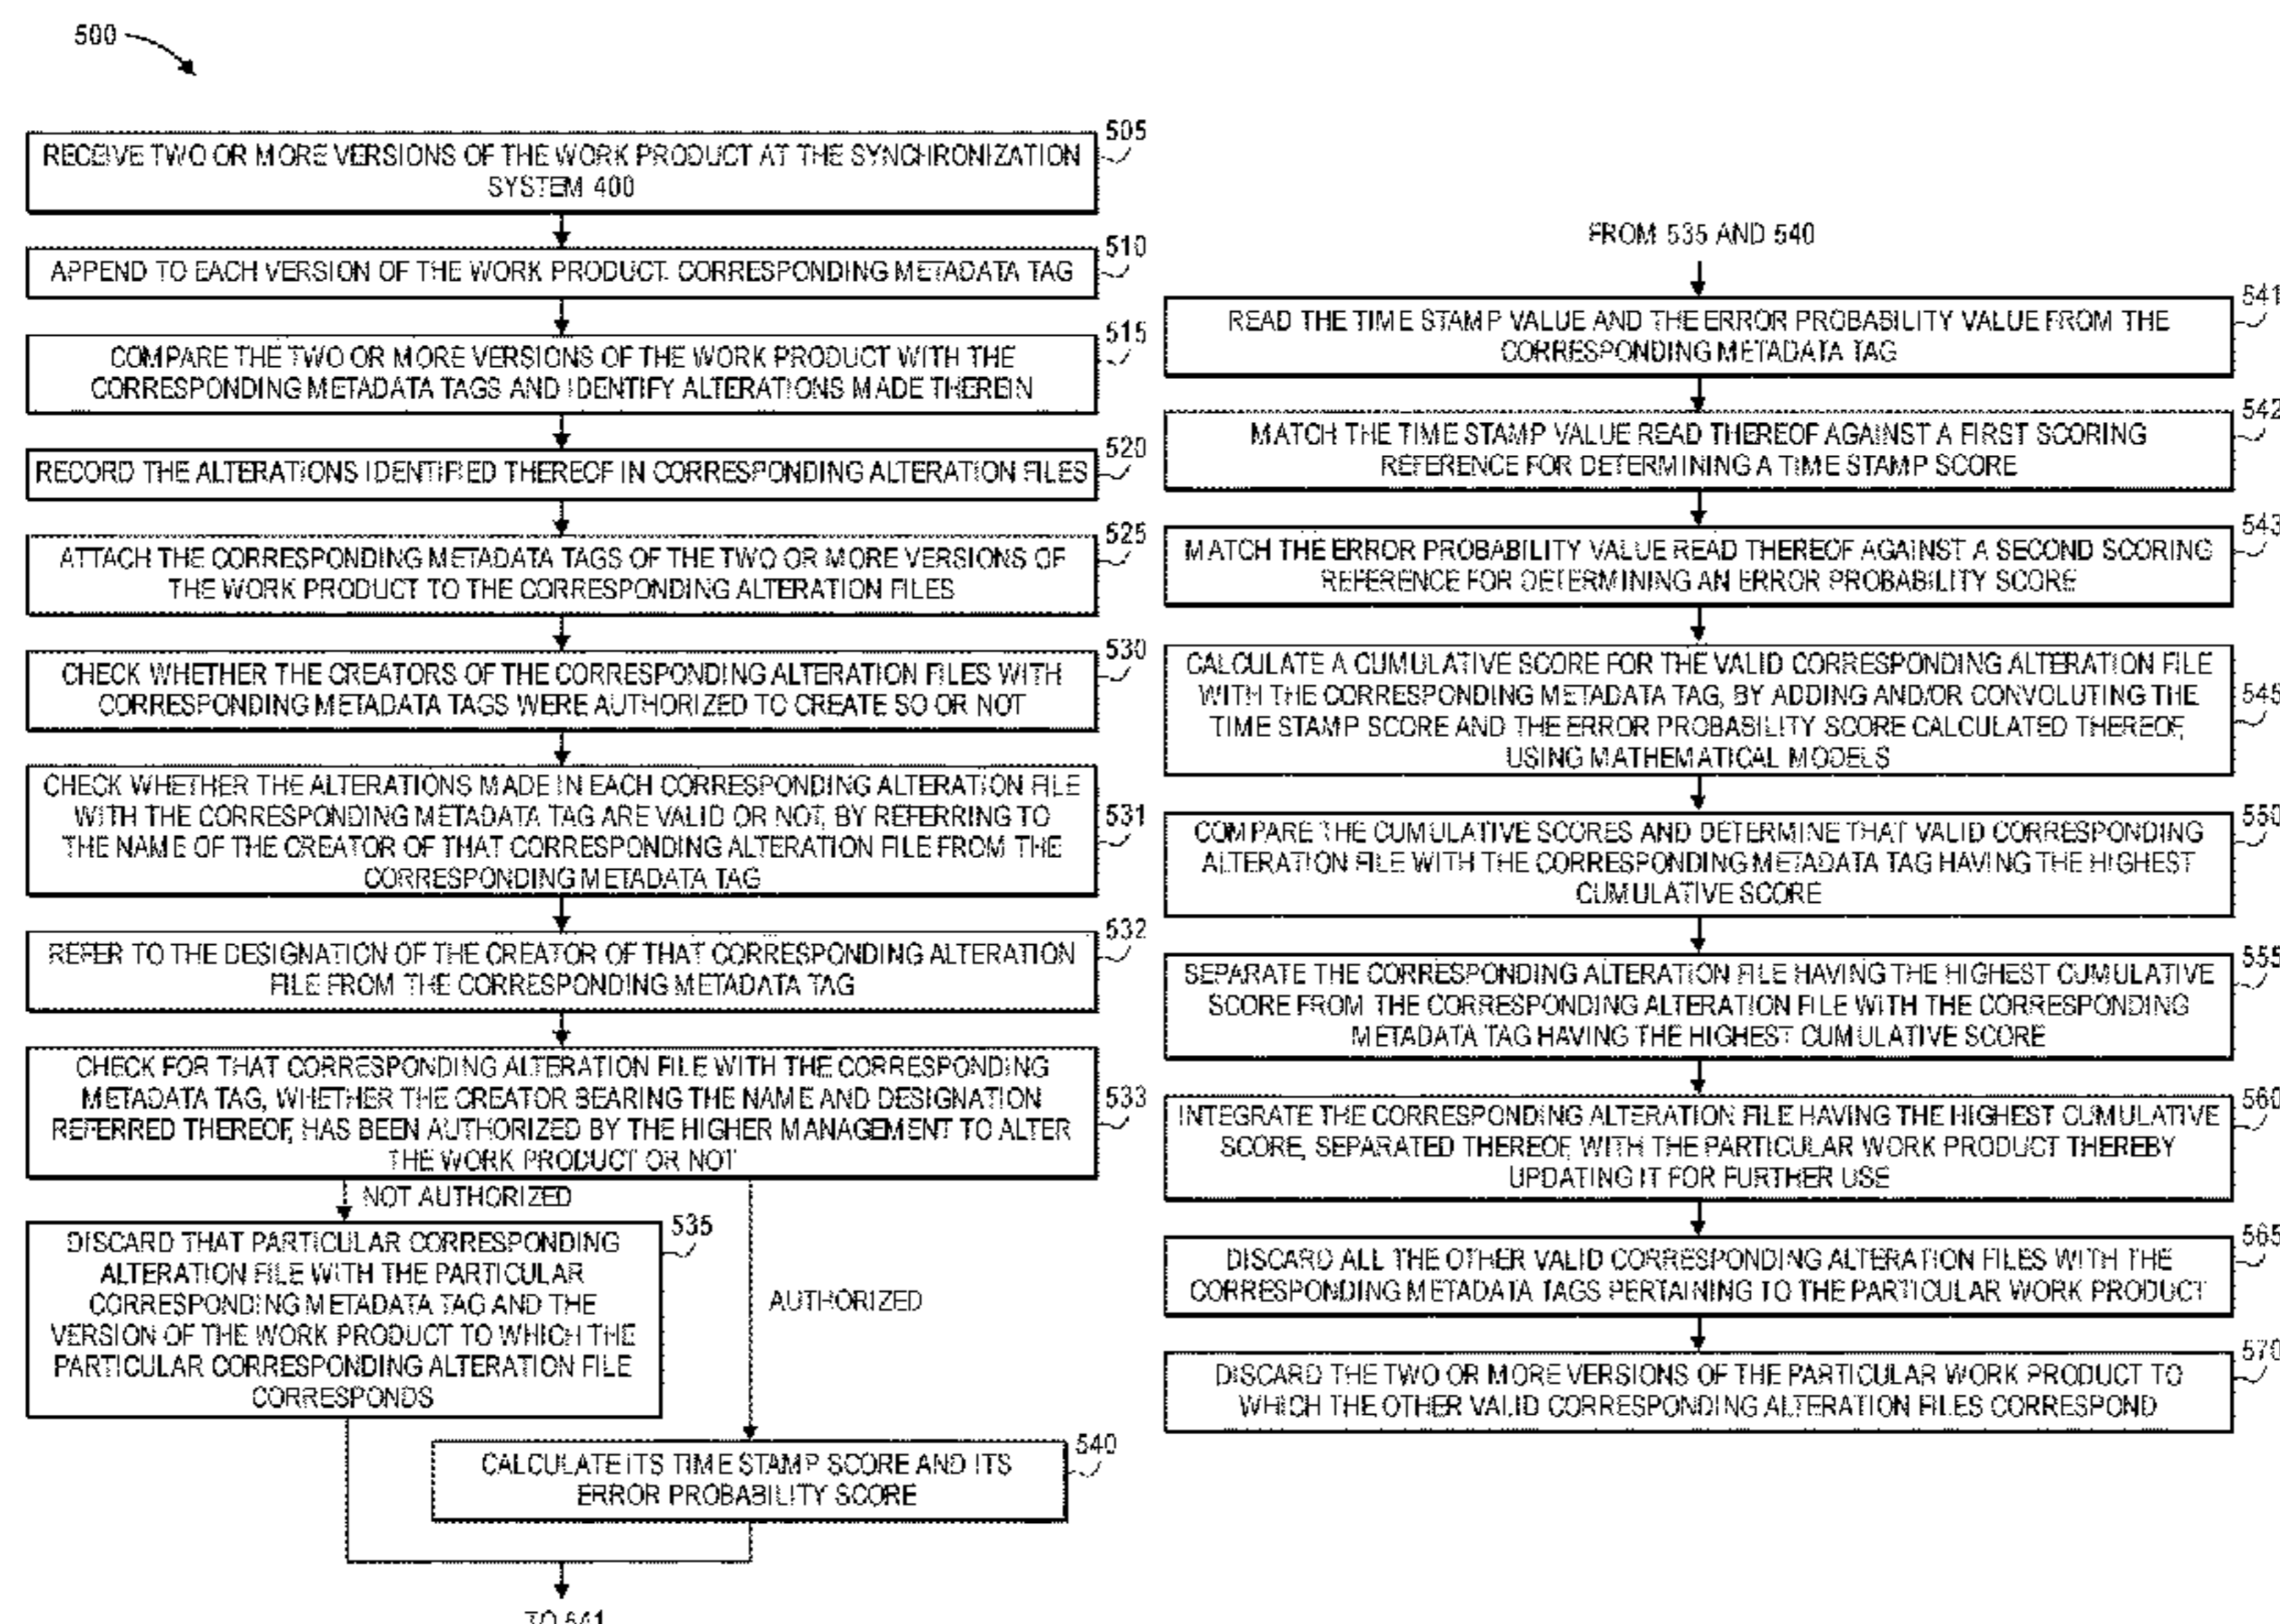 500
505
RECEIVE TWO OR MORE VERSIONS OF THE WORK PRODUCT AT THE SYNCHRONIZATION
SYSTEM 400
510
APPEND TO EACH VERSION OF THE WORK PRODUCT. CORRESPONDING METADATA TAG
515
COMPARE THE TWO OR MORE VERSIONS OF THE WORK PRODUCT WITH THE
CORRESPONDING METADATA TAGS AND IDENTIFY ALTERATIONS MADE THEREIN
520
RECORD THE ALTERATIONS IDENTIFIED THEREOF IN CORRESPONDING ALTERATION FILES
525
ATTACH THE CORRESPONDING METADATA TAGS OF THE TWO OR MORE VERSIONS OF
THE WORK PRODUCT TO THE CORRESPONDING ALTERATION FILES
530
CHECK WHETHER THE CREATORS OF THE CORRESPONDING ALTERATION FILES WITH
CORRESPONDING METADATA TAGS WERE AUTHORIZED TO CREATE SO OR NOT
531
CHECK WHETHER THE ALTERATIONS MADE IN EACH CORRESPONDING ALTERATION FILE
WITH THE CORRESPONDING METADATA TAG ARE VALID OR NOT, BY REFERRING TO
THE NAME OF THE CREATOR OF THAT CORRESPONDING ALTERATION FILE FROM THE
CORRESPONDING METADATA TAG
532
REFER TO THE DESIGNATION OF THE CREATOR OF THAT CORRESPONDING ALTERATION
FILE FROM THE CORRESPONDING METADATA TAG
533
CHECK FOR THAT CORRESPONDING ALTERATION FILE WITH THE CORRESPONDING
METADATA TAG, WHETHER THE CREATOR BEARING THE NAME AND DESIGNATION
REFERRED THEREOF, HAS BEEN AUTHORIZED BY THE HIGHER MANAGEMENT TO ALTER
THE WORK PRODUCT OR NOT
NOT AUTHORIZED
535
DISCARD THAT PARTICULAR CORRESPONDING
ALTERATION FILE WITH THE PARTICULAR
CORRESPONDING METADATA TAG AND THE
VERSION OF THE WORK PRODUCT TO WHICH THE
PARTICULAR CORRESPONDING ALTERATION FILE
CORRESPONDS
AUTHORIZED
540
CALCULATE ITS TIME STAMP SCORE AND ITS
ERROR PROBABILITY SCORE
TO 541
FROM 535 AND 540
541
READ THE TIME STAMP VALUE AND THE ERROR PROBABILITY VALUE FROM THE
CORRESPONDING METADATA TAG
542
MATCH THE TIME STAMP VALUE READ THEREOF AGAINST A FIRST SCORING
REFERENCE FOR DETERMINING A TIME STAMP SCORE
543
MATCH THE ERROR PROBABILITY VALUE READ THEREOF AGAINST A SECOND SCORING
REFERENCE FOR DETERMINING AN ERROR PROBABILITY SCORE
545
CALCULATE A CUMULATIVE SCORE FOR THE VALID CORRESPONDING ALTERATION FILE
WITH THE CORRESPONDING METADATA TAG, BY ADDING AND/OR CONVOLUTING THE
TIME STAMP SCORE AND THE ERROR PROBABILITY SCORE CALCULATED THEREOF,
USING MATHEMATICAL MODELS
550
COMPARE THE CUMULATIVE SCORES AND DETERMINE THAT VALID CORRESPONDING
ALTERATION FILE WITH THE CORRESPONDING METADATA TAG HAVING THE HIGHEST
CUMULATIVE SCORE
555
SEPARATE THE CORRESPONDING ALTERATION FILE HAVING THE HIGHEST CUMULATIVE
SCORE FROM THE CORRESPONDING ALTERATION FILE WITH THE CORRESPONDING
METADATA TAG HAVING THE HIGHEST CUMULATIVE SCORE
560
INTEGRATE THE CORRESPONDING ALTERATION FILE HAVING THE HIGHEST CUMULATIVE
SCORE, SEPARATED THEREOF, WITH THE PARTICULAR WORK PRODUCT THEREBY
UPDATING IT FOR FURTHER USE
565
DISCARD ALL THE OTHER VALID CORRESPONDING ALTERATION FILES WITH THE
CORRESPONDING METADATA TAGS PERTAINING TO THE PARTICULAR WORK PRODUCT
570
DISCARD THE TWO OR MORE VERSIONS OF THE PARTICULAR WORK PRODUCT TO
WHICH THE OTHER VALID CORRESPONDING ALTERATION FILES CORRESPOND